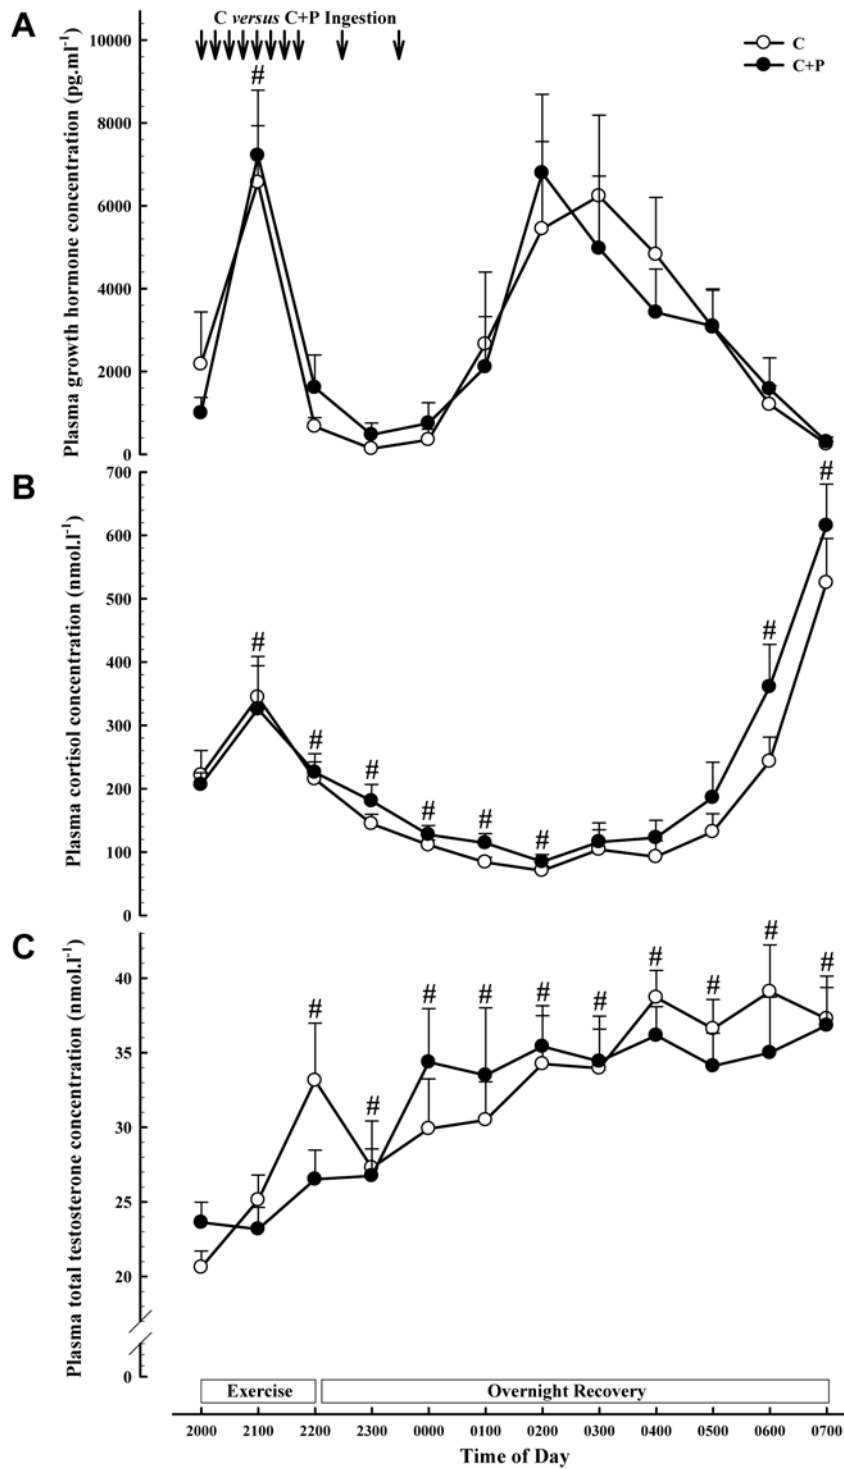 A
C versus C+P Ingestion
C
C+P
Plasma growth hormone concentration (pg.ml-1)
10000
8000
6000
4000
2000
0
#
B
Plasma cortisol concentration (nmol.l-1)
700
600
500
400
300
200
100
0
# # # # # # # #
C
Plasma total testosterone concentration (nmol.l-1)
40
35
30
25
20
0
# # # # # # # # # #
Exercise Overnight Recovery
2000 2100 2200 2300 0000 0100 0200 0300 0400 0500 0600 0700
Time of Day